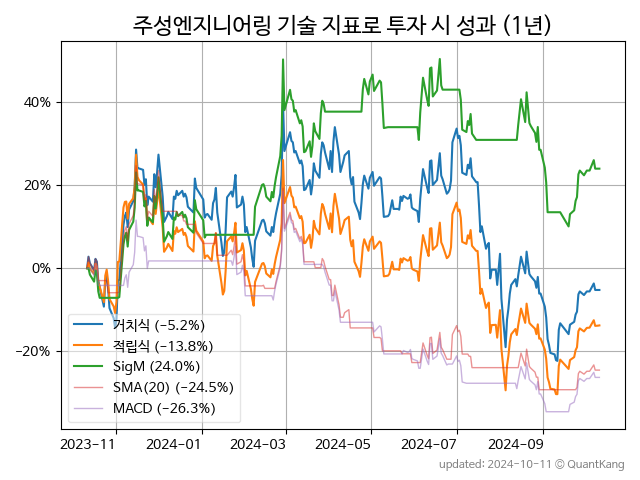 주성엔지니어링 기술 지표로 투자 시 성과 (1년)
40%
20%
0%
−20%
거치식 (−5.2%)
적립식 (−13.8%)
SigM (24.0%)
SMA(20) (−24.5%)
MACD (−26.3%)
2023-11 2024-01 2024-03 2024-05 2024-07 2024-09
updated: 2024-10-11 © QuantKang